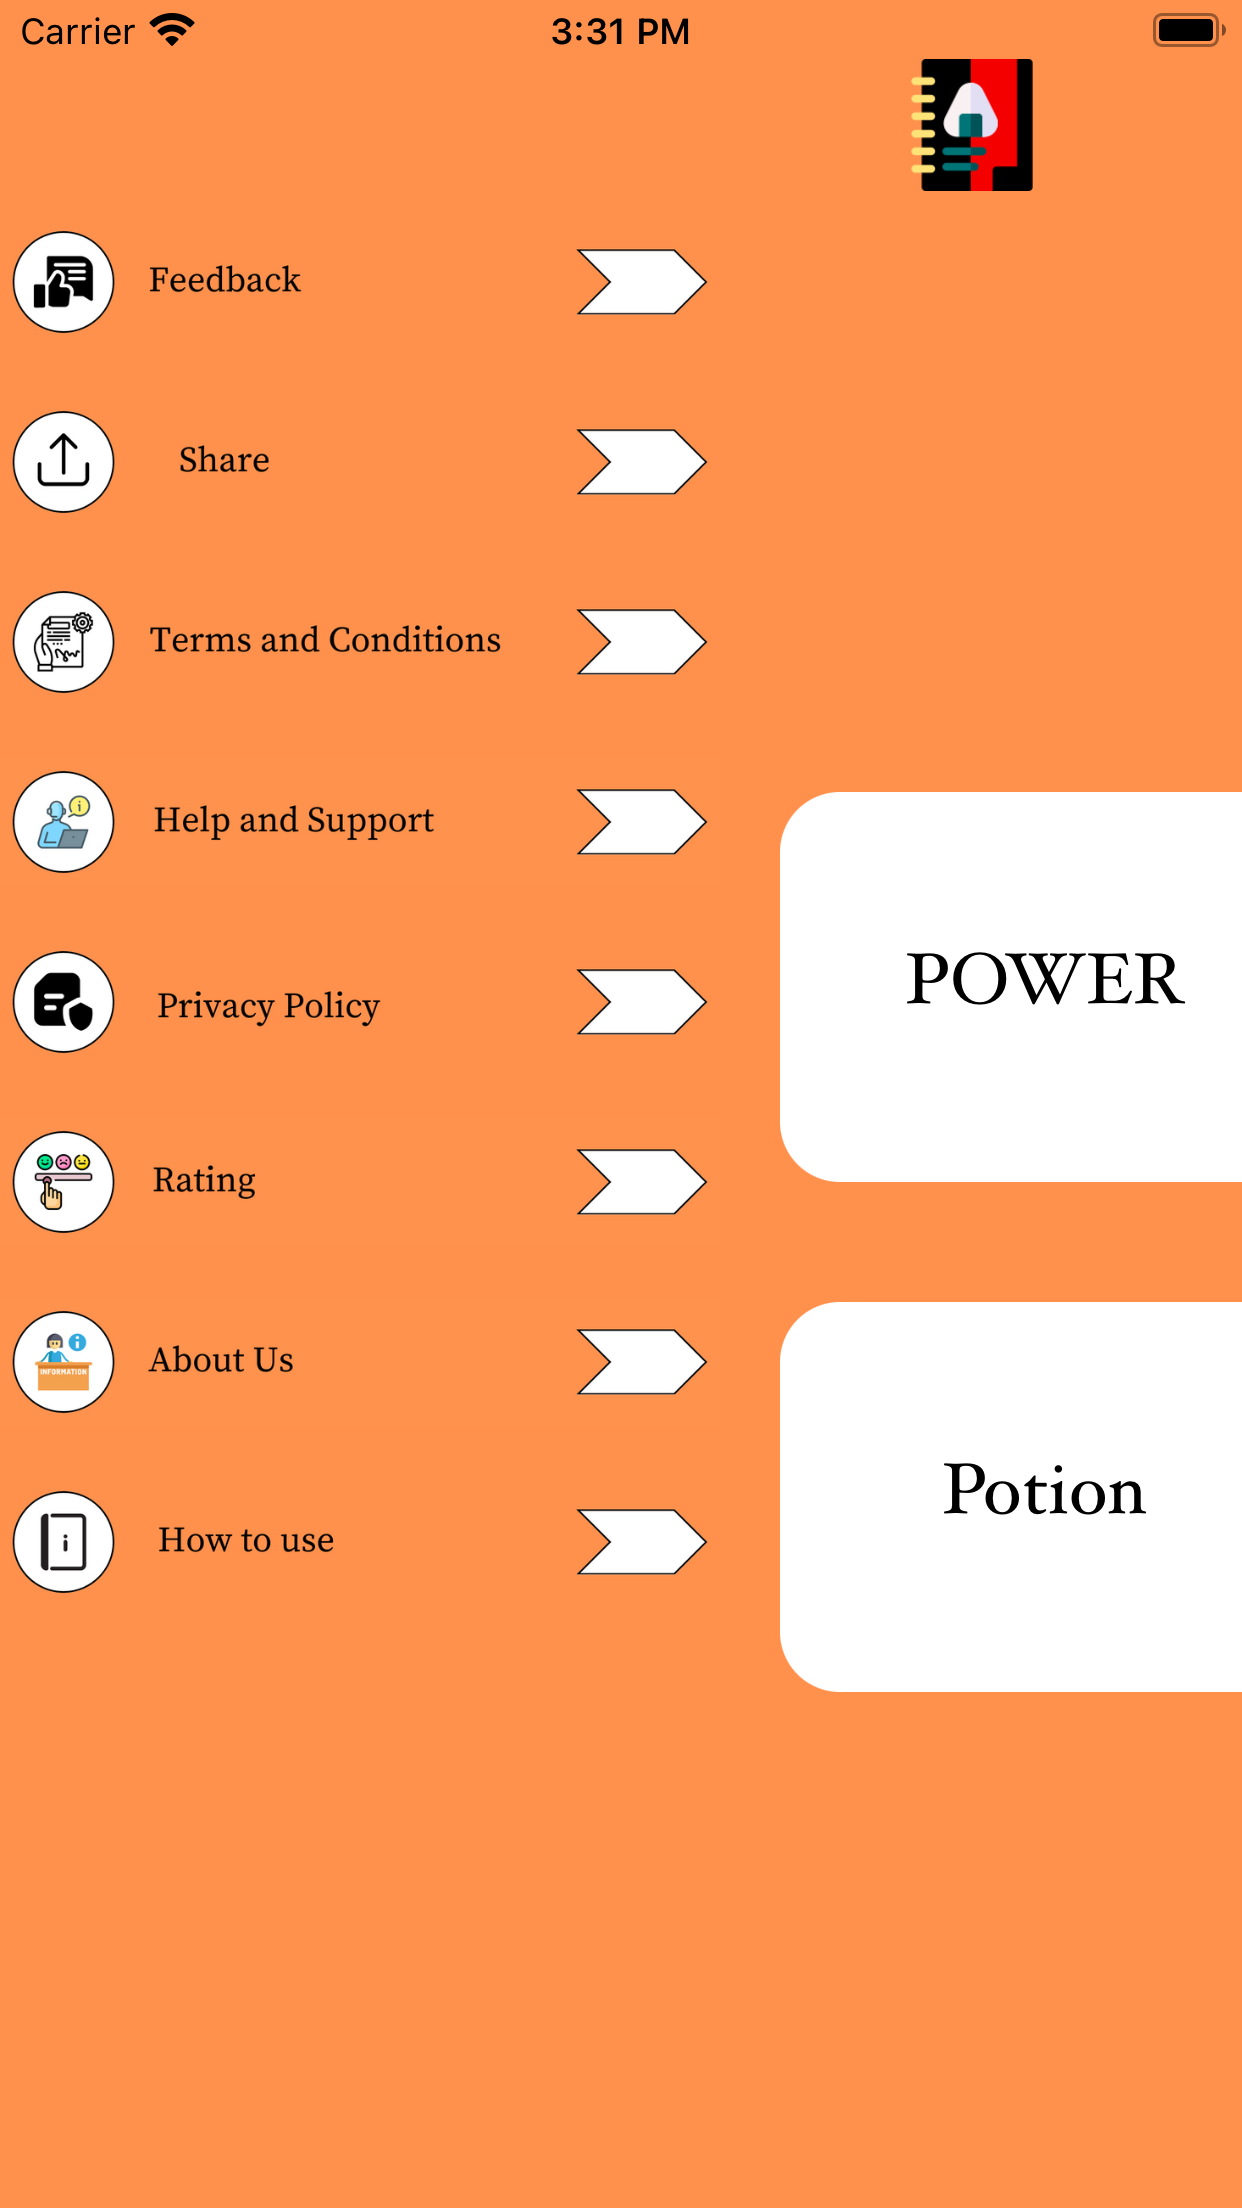 Carrier 3:31 PM
Feedback
Share
Terms and Conditions
Help and Support
Privacy Policy
Rating
About Us
INFORMATION
How to use
POWER
Potion